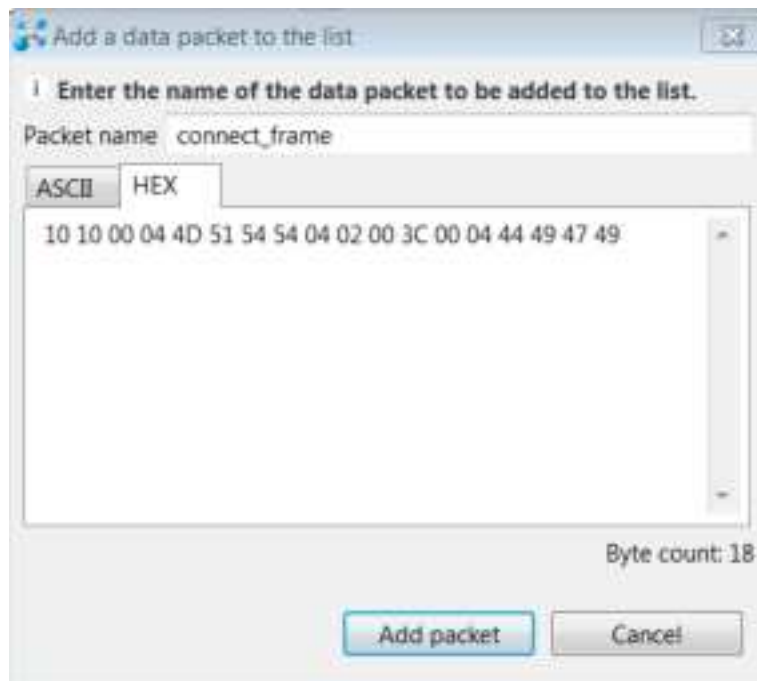 Add a data packet to the list
i Enter the name of the data packet to be added to the list.
Packet name connect_frame
ASCII HEX
10 10 00 04 4D 51 54 54 04 02 00 3C 00 04 44 49 47 49
Byte count: 18
Add packet Cancel